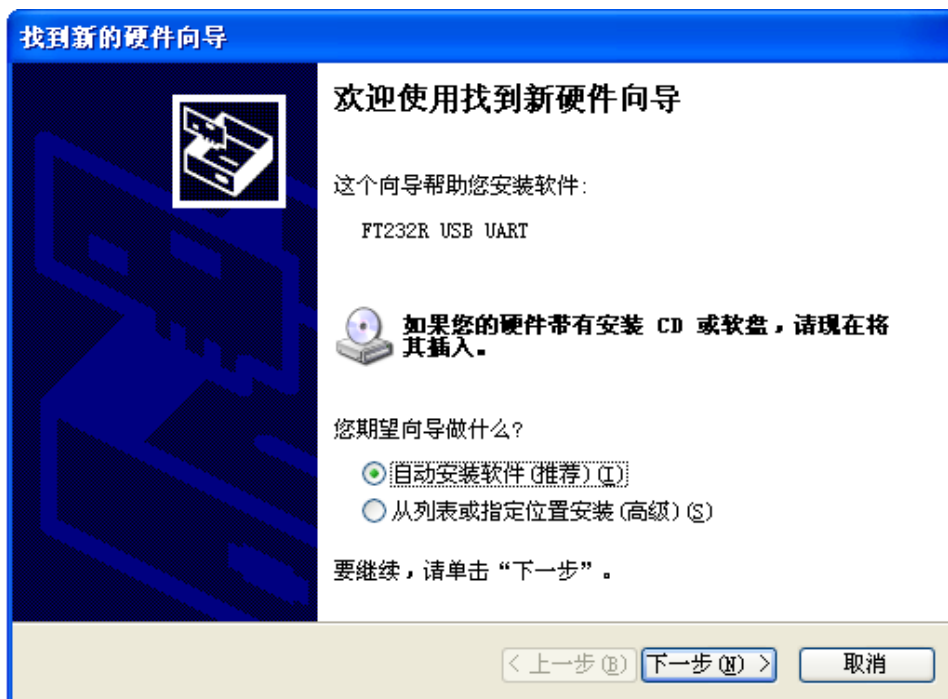 找到新的硬件向导
欢迎使用找到新硬件向导
这个向导帮助您安装软件:
FT232R USB UART
如果您的硬件带有安装 CD 或软盘，请现在将
其插入。
您期望向导做什么?
自动安装软件(推荐)(I)
从列表或指定位置安装(高级)(S)
要继续，请单击“下一步”。
< 上一步(B) 下一步(N) > 取消